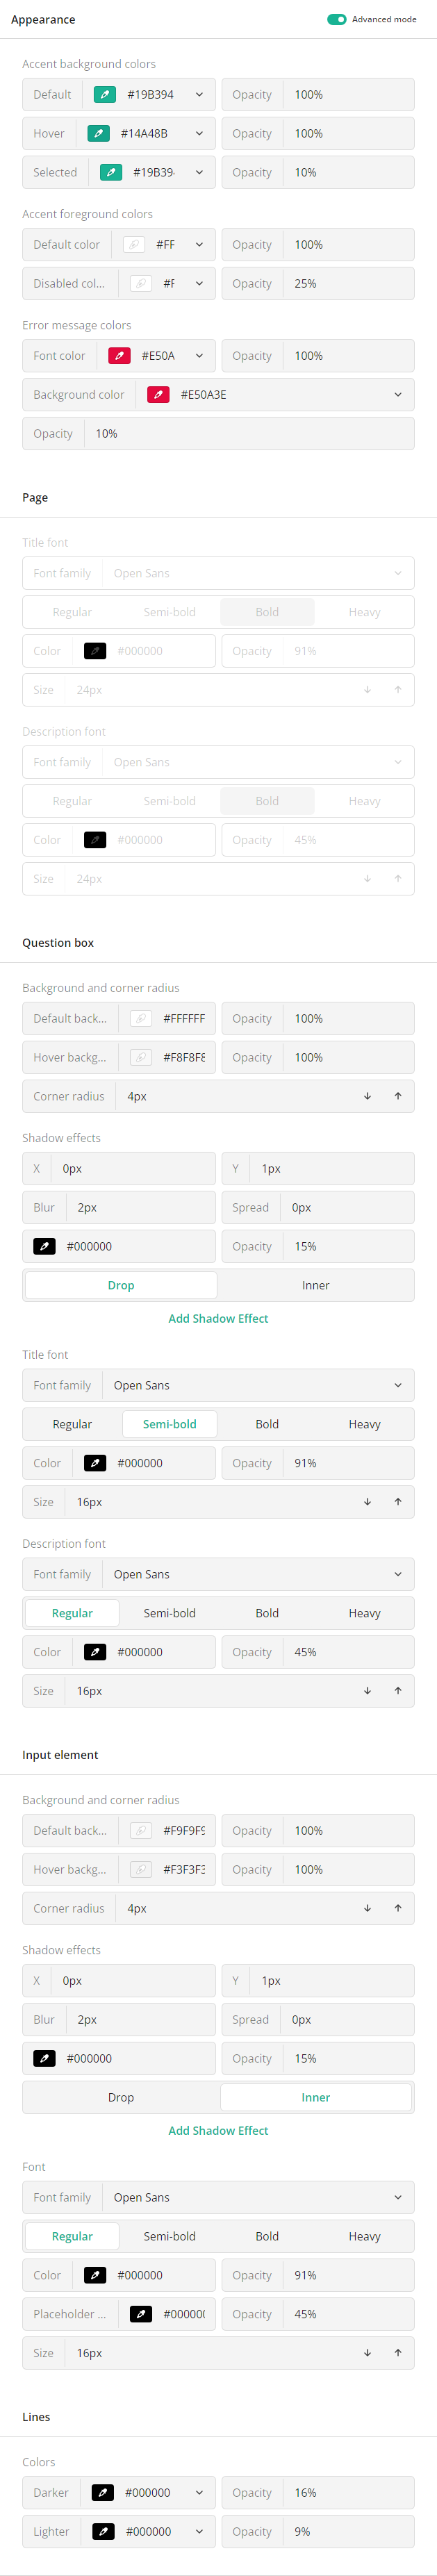 Appearance Advanced mode
Accent background colors
Default #19B394 Opacity 100%
Hover #14A48B Opacity 100%
Selected #19B39 Opacity 10%
Accent foreground colors
Default color #FF Opacity 100%
Disabled col... #F Opacity 25%
Error message colors
Font color #E50A Opacity 100%
Background color #E50A3E
Opacity 10%
Page
Title font
Font family Open Sans
Regular Semi-bold Bold Heavy
Color #000000 Opacity 91%
Size 24px
Description font
Font family Open Sans
Regular Semi-bold Bold Heavy
Color #000000 Opacity 45%
Size 24px
Question box
Background and corner radius
Default back... #FFFFFF Opacity 100%
Hover backg... #F8F8F8 Opacity 100%
Corner radius 4px
Shadow effects
X 0px Y 1px
Blur 2px Spread 0px
#000000 Opacity 15%
Drop Inner
Add Shadow Effect
Title font
Font family Open Sans
Regular Semi-bold Bold Heavy
Color #000000 Opacity 91%
Size 16px
Description font
Font family Open Sans
Regular Semi-bold Bold Heavy
Color #000000 Opacity 45%
Size 16px
Input element
Background and corner radius
Default back... #F9F9F9 Opacity 100%
Hover backg... #F3F3F3 Opacity 100%
Corner radius 4px
Shadow effects
X 0px Y 1px
Blur 2px Spread 0px
#000000 Opacity 15%
Drop Inner
Add Shadow Effect
Font
Font family Open Sans
Regular Semi-bold Bold Heavy
Color #000000 Opacity 91%
Placeholder ... #000000 Opacity 45%
Size 16px
Lines
Colors
Darker #000000 Opacity 16%
Lighter #000000 Opacity 9%